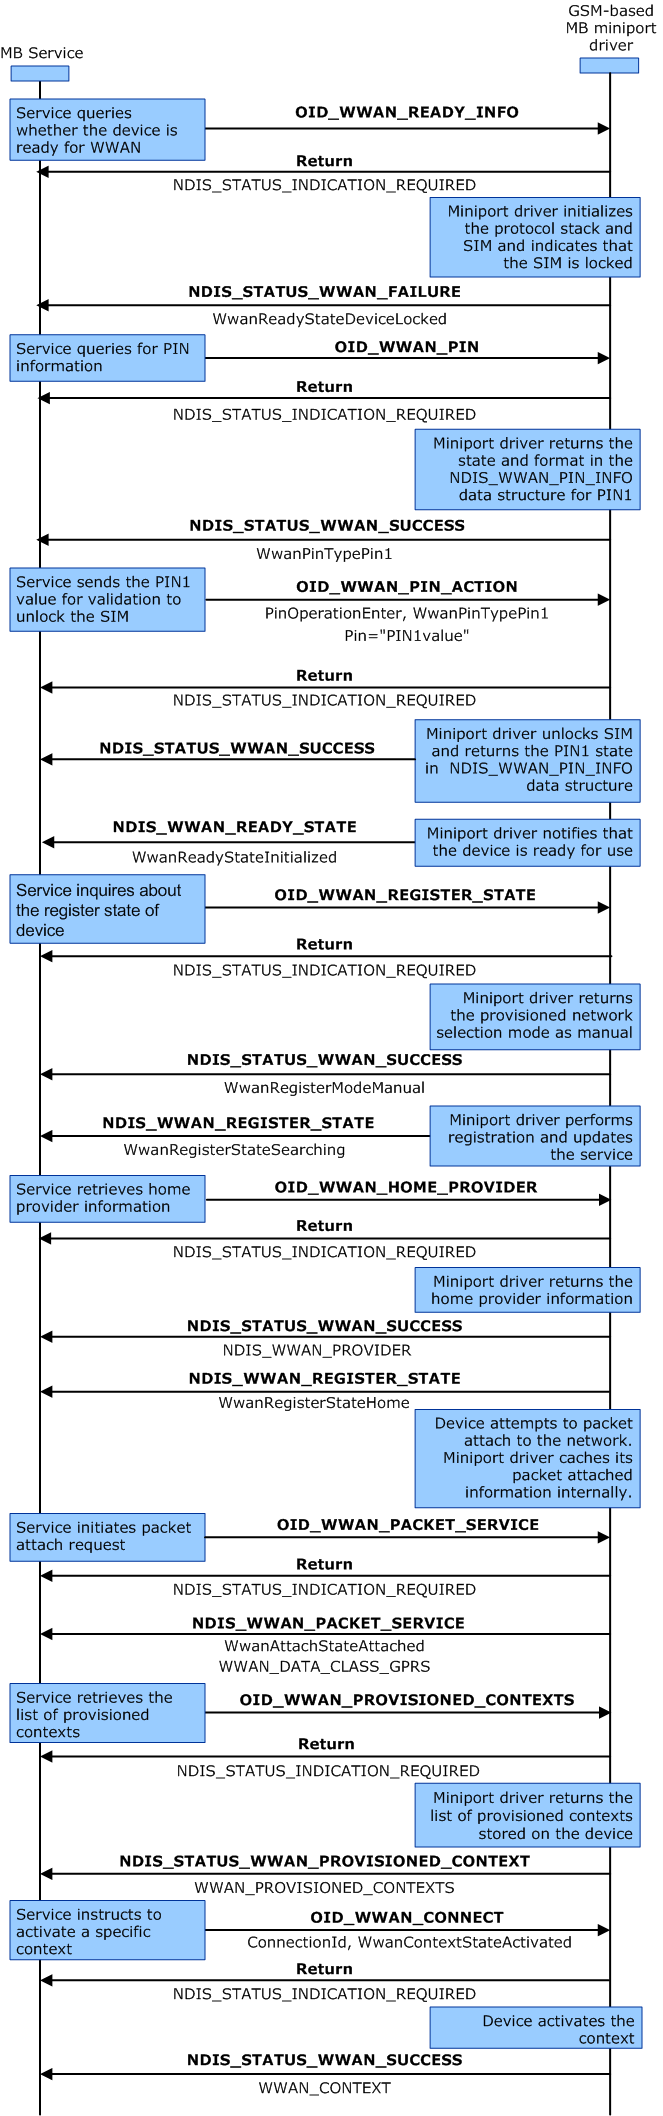 GSM-based
MB miniport
driver
MB Service
Service queries
whether the device is
ready for WWAN
OID_WWAN_READY_INFO
Return
NDIS_STATUS_INDICATION_REQUIRED
Miniport driver initializes
the protocol stack and
SIM and indicates that
the SIM is locked
NDIS_STATUS_WWAN_FAILURE
WwanReadyStateDeviceLocked
Service queries for PIN
information
OID_WWAN_PIN
Return
NDIS_STATUS_INDICATION_REQUIRED
Miniport driver returns the
state and format in the
NDIS_WWAN_PIN_INFO
data structure for PIN1
NDIS_STATUS_WWAN_SUCCESS
WwanPinTypePin1
Service sends the PIN1
value for validation to
unlock the SIM
OID_WWAN_PIN_ACTION
PinOperationEnter, WwanPinTypePin1
Pin="PIN1value"
Return
NDIS_STATUS_INDICATION_REQUIRED
Miniport driver unlocks SIM
and returns the PIN1 state
in NDIS_WWAN_PIN_INFO
data structure
NDIS_STATUS_WWAN_SUCCESS
NDIS_WWAN_READY_STATE
WwanReadyStateInitialized
Miniport driver notifies that
the device is ready for use
Service inquires about
the register state of
device
OID_WWAN_REGISTER_STATE
Return
NDIS_STATUS_INDICATION_REQUIRED
Miniport driver returns
the provisioned network
selection mode as manual
NDIS_STATUS_WWAN_SUCCESS
WwanRegisterModeManual
NDIS_WWAN_REGISTER_STATE
WwanRegisterStateSearching
Miniport driver performs
registration and updates
the service
Service retrieves home
provider information
OID_WWAN_HOME_PROVIDER
Return
NDIS_STATUS_INDICATION_REQUIRED
Miniport driver returns the
home provider information
NDIS_STATUS_WWAN_SUCCESS
NDIS_WWAN_PROVIDER
NDIS_WWAN_REGISTER_STATE
WwanRegisterStateHome
Device attempts to packet
attach to the network.
Miniport driver caches its
packet attached
information internally.
Service initiates packet
attach request
OID_WWAN_PACKET_SERVICE
Return
NDIS_STATUS_INDICATION_REQUIRED
NDIS_WWAN_PACKET_SERVICE
WwanAttachStateAttached
WWAN_DATA_CLASS_GPRS
Service retrieves the
list of provisioned
contexts
OID_WWAN_PROVISIONED_CONTEXTS
Return
NDIS_STATUS_INDICATION_REQUIRED
Miniport driver returns the
list of provisioned contexts
stored on the device
NDIS_STATUS_WWAN_PROVISIONED_CONTEXT
WWAN_PROVISIONED_CONTEXTS
Service instructs to
activate a specific
context
OID_WWAN_CONNECT
ConnectionId, WwanContextStateActivated
Return
NDIS_STATUS_INDICATION_REQUIRED
Device activates the
context
NDIS_STATUS_WWAN_SUCCESS
WWAN_CONTEXT